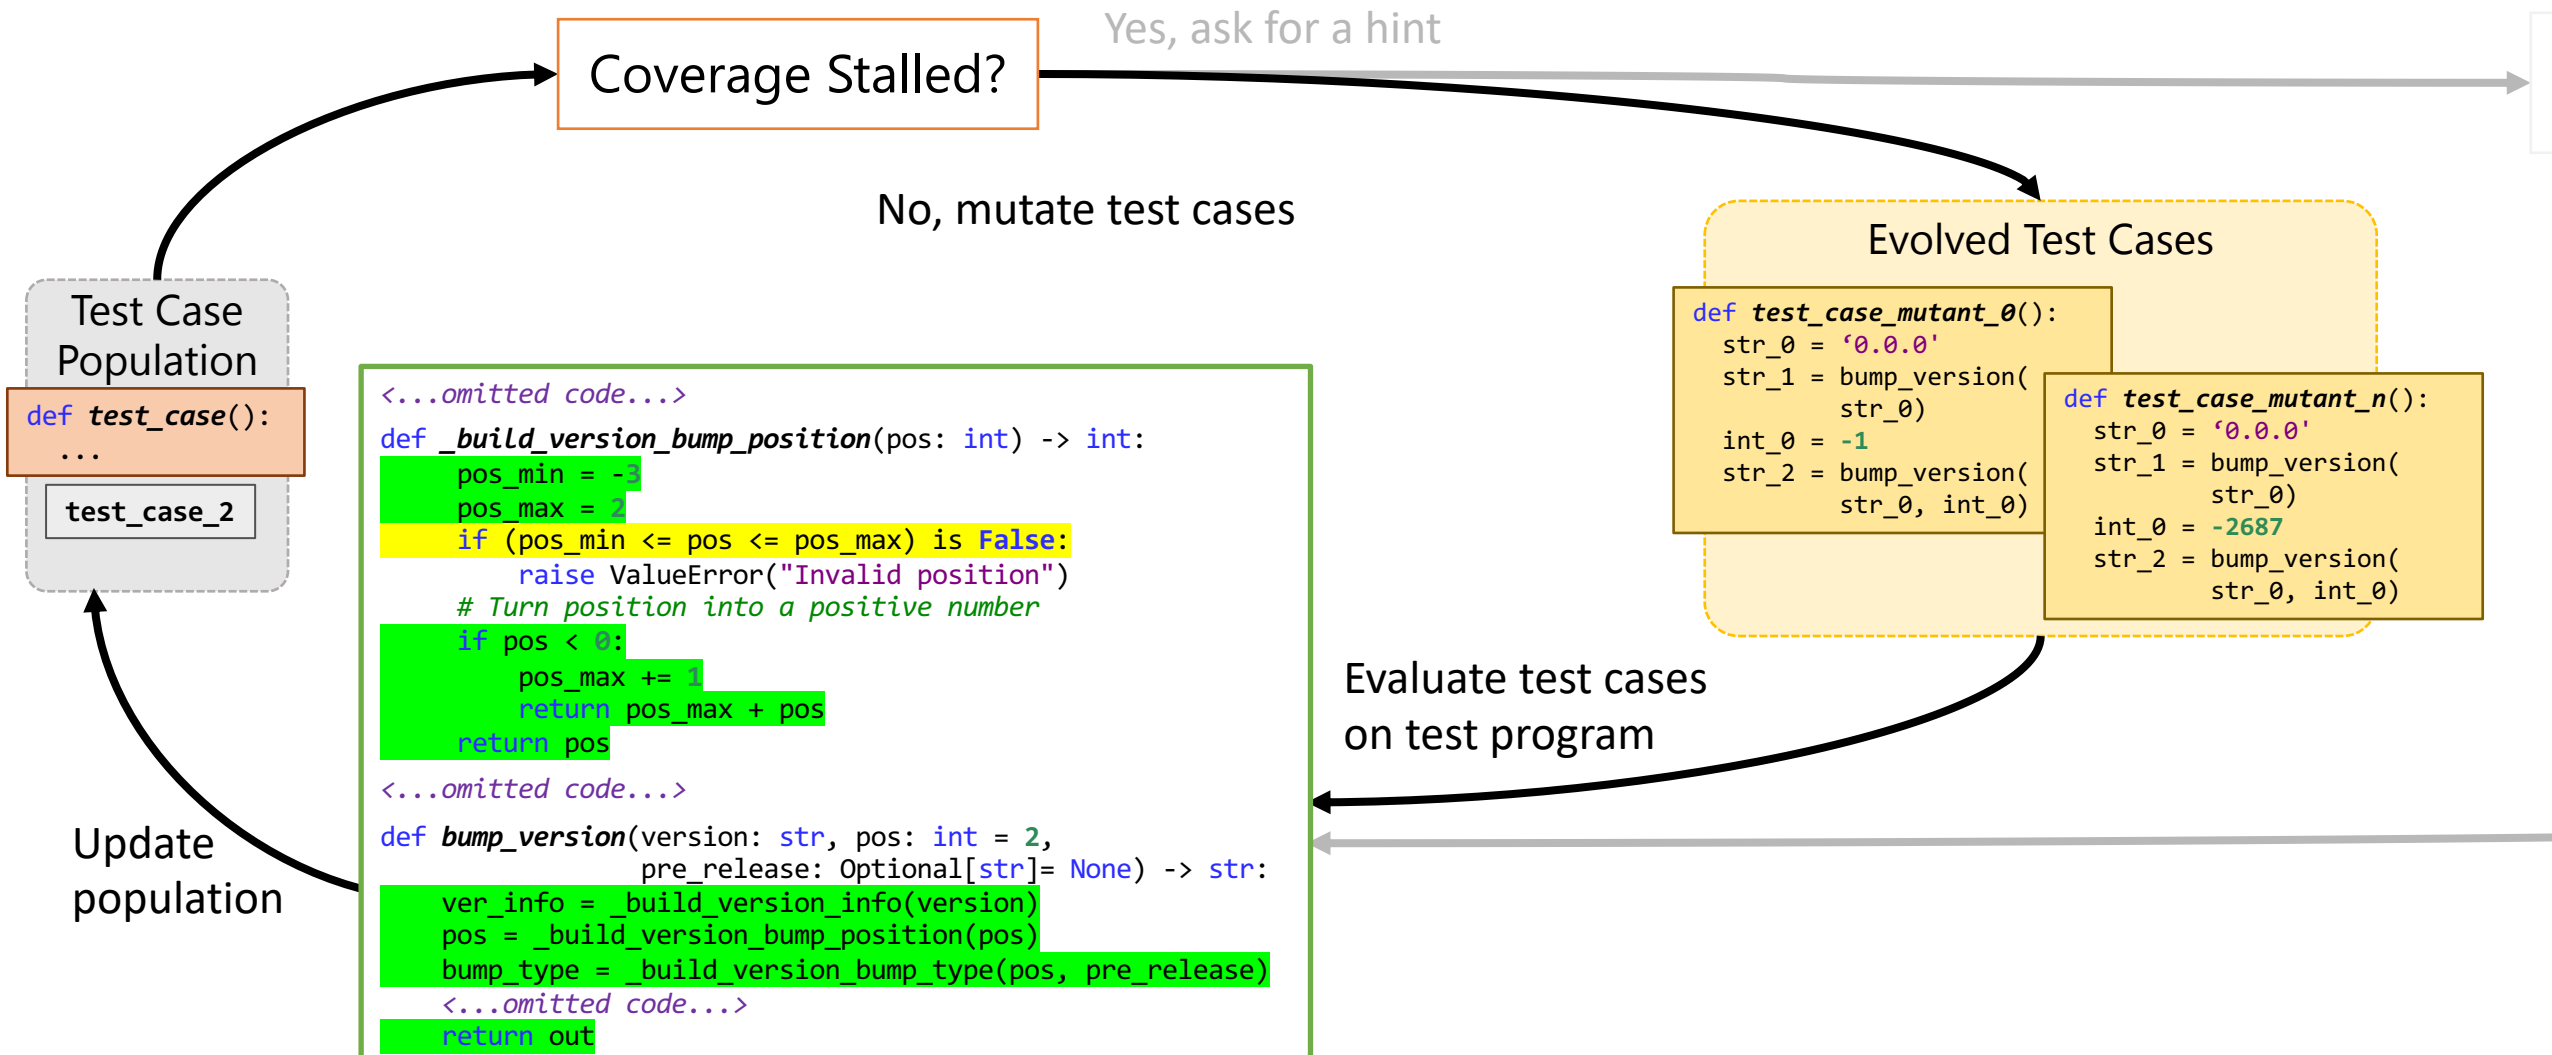 Yes, ask for a hint
Coverage Stalled?
No, mutate test cases
Test Case
Population
def test_case():
...
test_case_2
Evolved Test Cases
def test_case_mutant_0():
str_0 = ‘0.0.0'
str_1 = bump_version(
str_0)
int_0 = -1
str_2 = bump_version(
str_0, int_0)
def test_case_mutant_n():
str_0 = ‘0.0.0'
str_1 = bump_version(
str_0)
int_0 = -2687
str_2 = bump_version(
str_0, int_0)
<...omitted code...>
def _build_version_bump_position(pos: int) -> int:
pos_min = -3
pos_max = 2
if (pos_min <= pos <= pos_max) is False:
raise ValueError("Invalid position")
# Turn position into a positive number
if pos < 0:
pos_max += 1
return pos_max + pos
return pos
<...omitted code...>
def bump_version(version: str, pos: int = 2,
pre_release: Optional[str]= None) -> str:
ver_info = _build_version_info(version)
pos = _build_version_bump_position(pos)
bump_type = _build_version_bump_type(pos, pre_release)
<...omitted code...>
return out
Evaluate test cases
on test program
Update
population